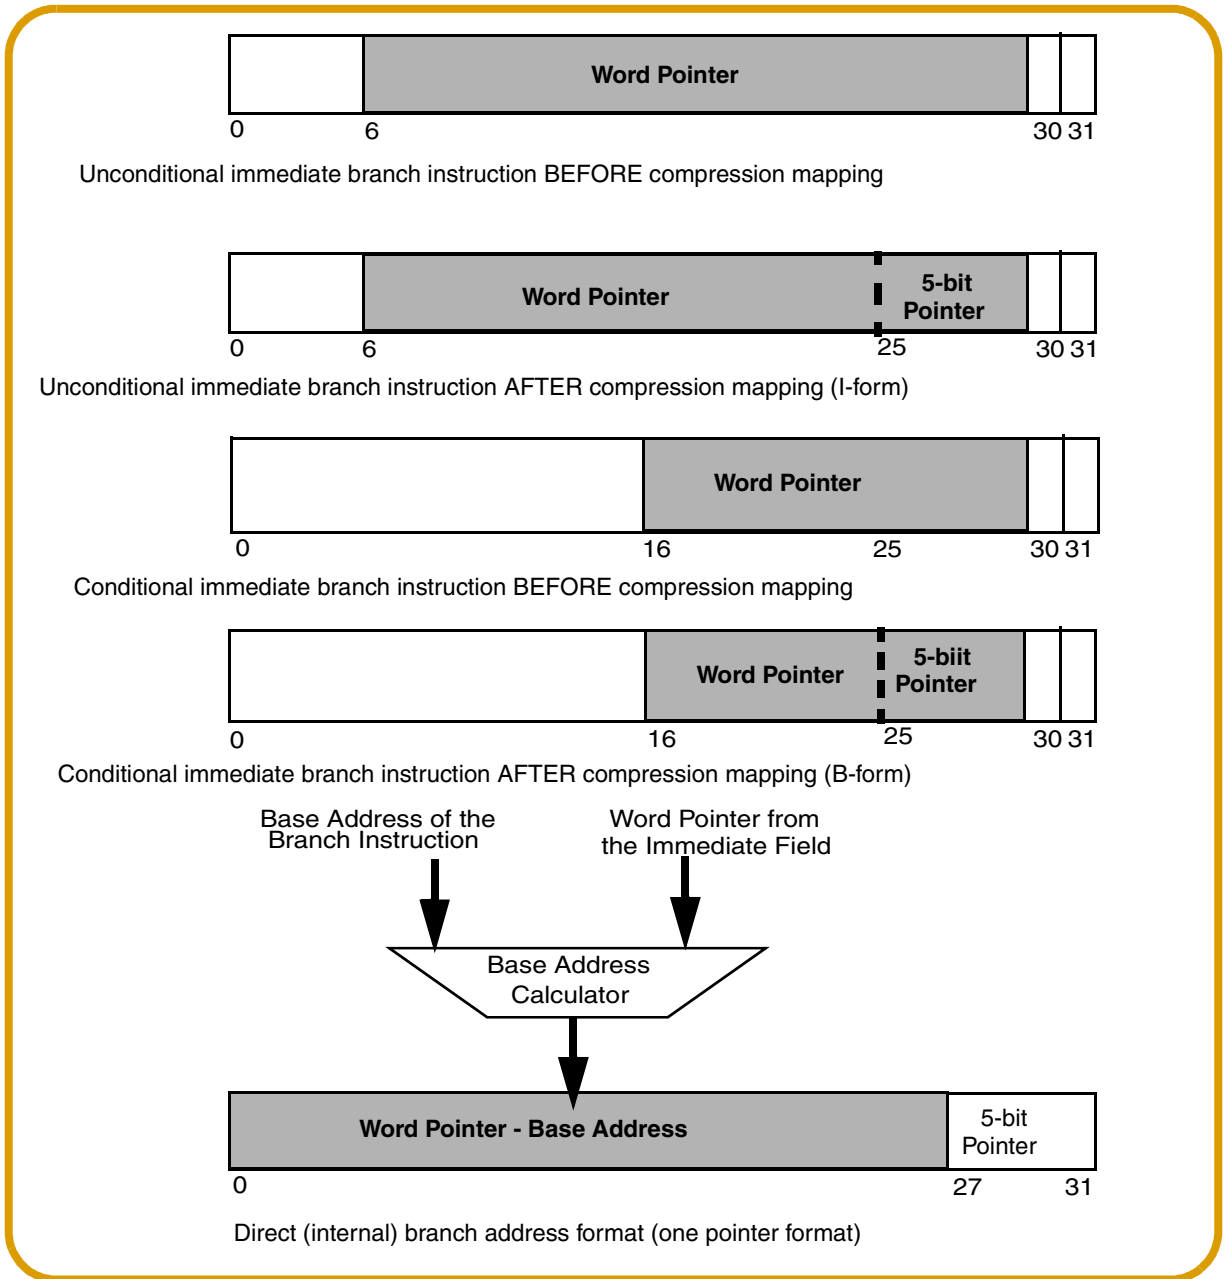 Word Pointer
0 6 30 31
Unconditional immediate branch instruction BEFORE compression mapping
Word Pointer
5-bit
Pointer
0 6 25 30 31
Unconditional immediate branch instruction AFTER compression mapping (I-form)
Word Pointer
0 16 25 30 31
Conditional immediate branch instruction BEFORE compression mapping
Word Pointer
5-biit
Pointer
0 16 25 30 31
Conditional immediate branch instruction AFTER compression mapping (B-form)
Base Address of the
Branch Instruction
Word Pointer from
the Immediate Field
Base Address
Calculator
Word Pointer - Base Address
5-bit
Pointer
0 27 31
Direct (internal) branch address format (one pointer format)